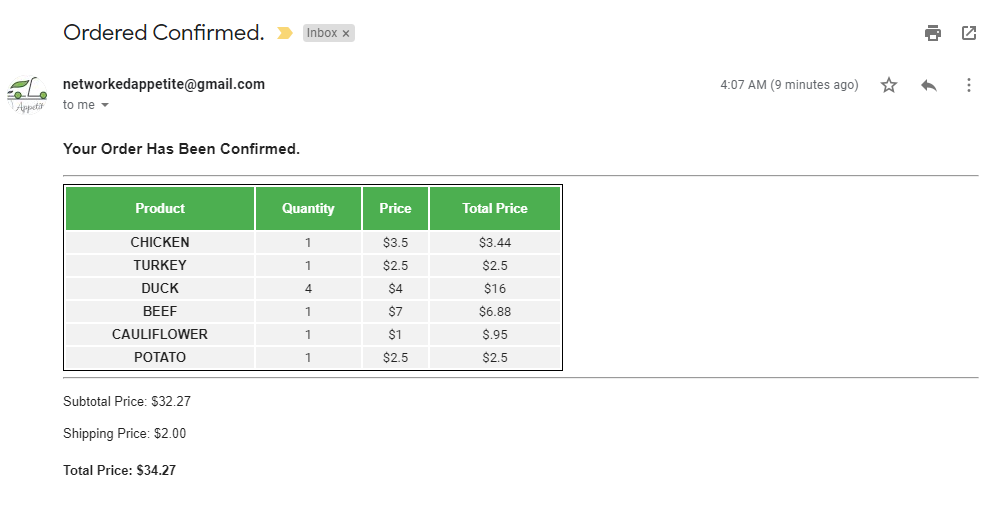 Ordered Confirmed.
Inbox x
networkedappetite@gmail.com
4:07 AM (9 minutes ago)
Appetit
to me
Your Order Has Been Confirmed.
Product Quantity Price Total Price
CHICKEN 1 $3.5 $3.44
TURKEY 1 $2.5 $2.5
DUCK 4 $4 $16
BEEF 1 $7 $6.88
CAULIFLOWER 1 $1 $.95
POTATO 1 $2.5 $2.5
Subtotal Price: $32.27
Shipping Price: $2.00
Total Price: $34.27